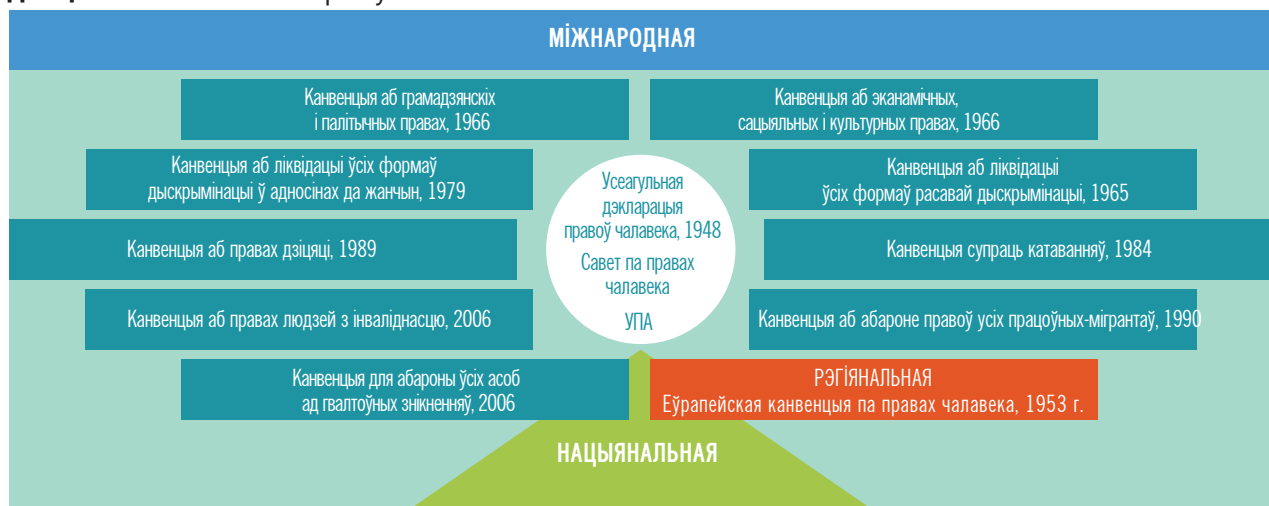 МІЖНАРОДНАЯ
Канвенцыя аб грамадзянскіх
і палітычных правах, 1966
Канвенцыя аб эканамічных,
сацыяльных і культурных правах, 1966
Канвенцыя аб ліквідацыі ўсіх формаў
дыскрымінацыі ў адносінах да жанчын, 1979
Усеагульная
дэкларацыя
правоў чалавека, 1948
Савет па правах
чалавека
УПА
Канвенцыя аб ліквідацыі
ўсіх формаў расавай дыскрымінацыі, 1965
Канвенцыя аб правах дзіцяці, 1989
Канвенцыя супраць катаванняў, 1984
Канвенцыя аб правах людзей з інваліднасцю, 2006
Канвенцыя аб абароне правоў усіх працоўных-мігрантаў, 1990
Канвенцыя для абароны ўсіх асоб
ад гвалтоўных знікненняў, 2006
РЭГІЯНАЛЬНАЯ
Еўрапейская канвенцыя па правах чалавека, 1953 г.
НАЦЫЯНАЛЬНАЯ